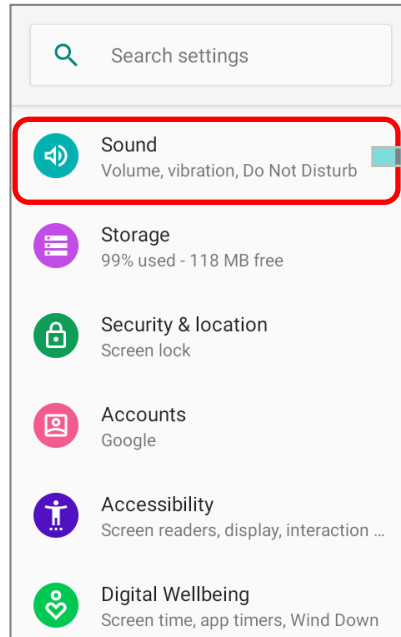 Search settings
Sound
Volume, vibration, Do Not Disturb
Storage
99% used - 118 MB free
Security & location
Screen lock
Accounts
Google
Accessibility
Screen readers, display, interaction ...
Digital Wellbeing
Screen time, app timers, Wind Down